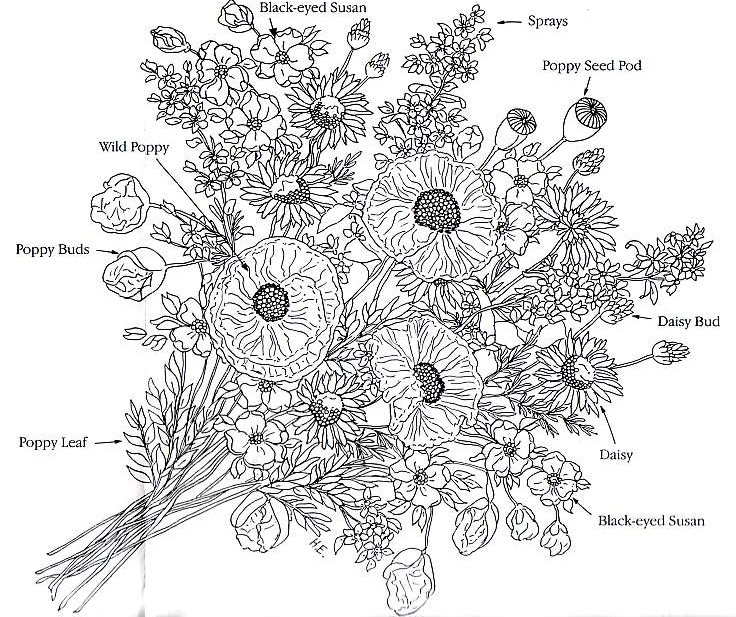 Black-eyed Susan
Sprays
Poppy Seed Pod
Wild Poppy
Poppy Buds
Daisy Bud
Poppy Leaf
Daisy
Black-eyed Susan